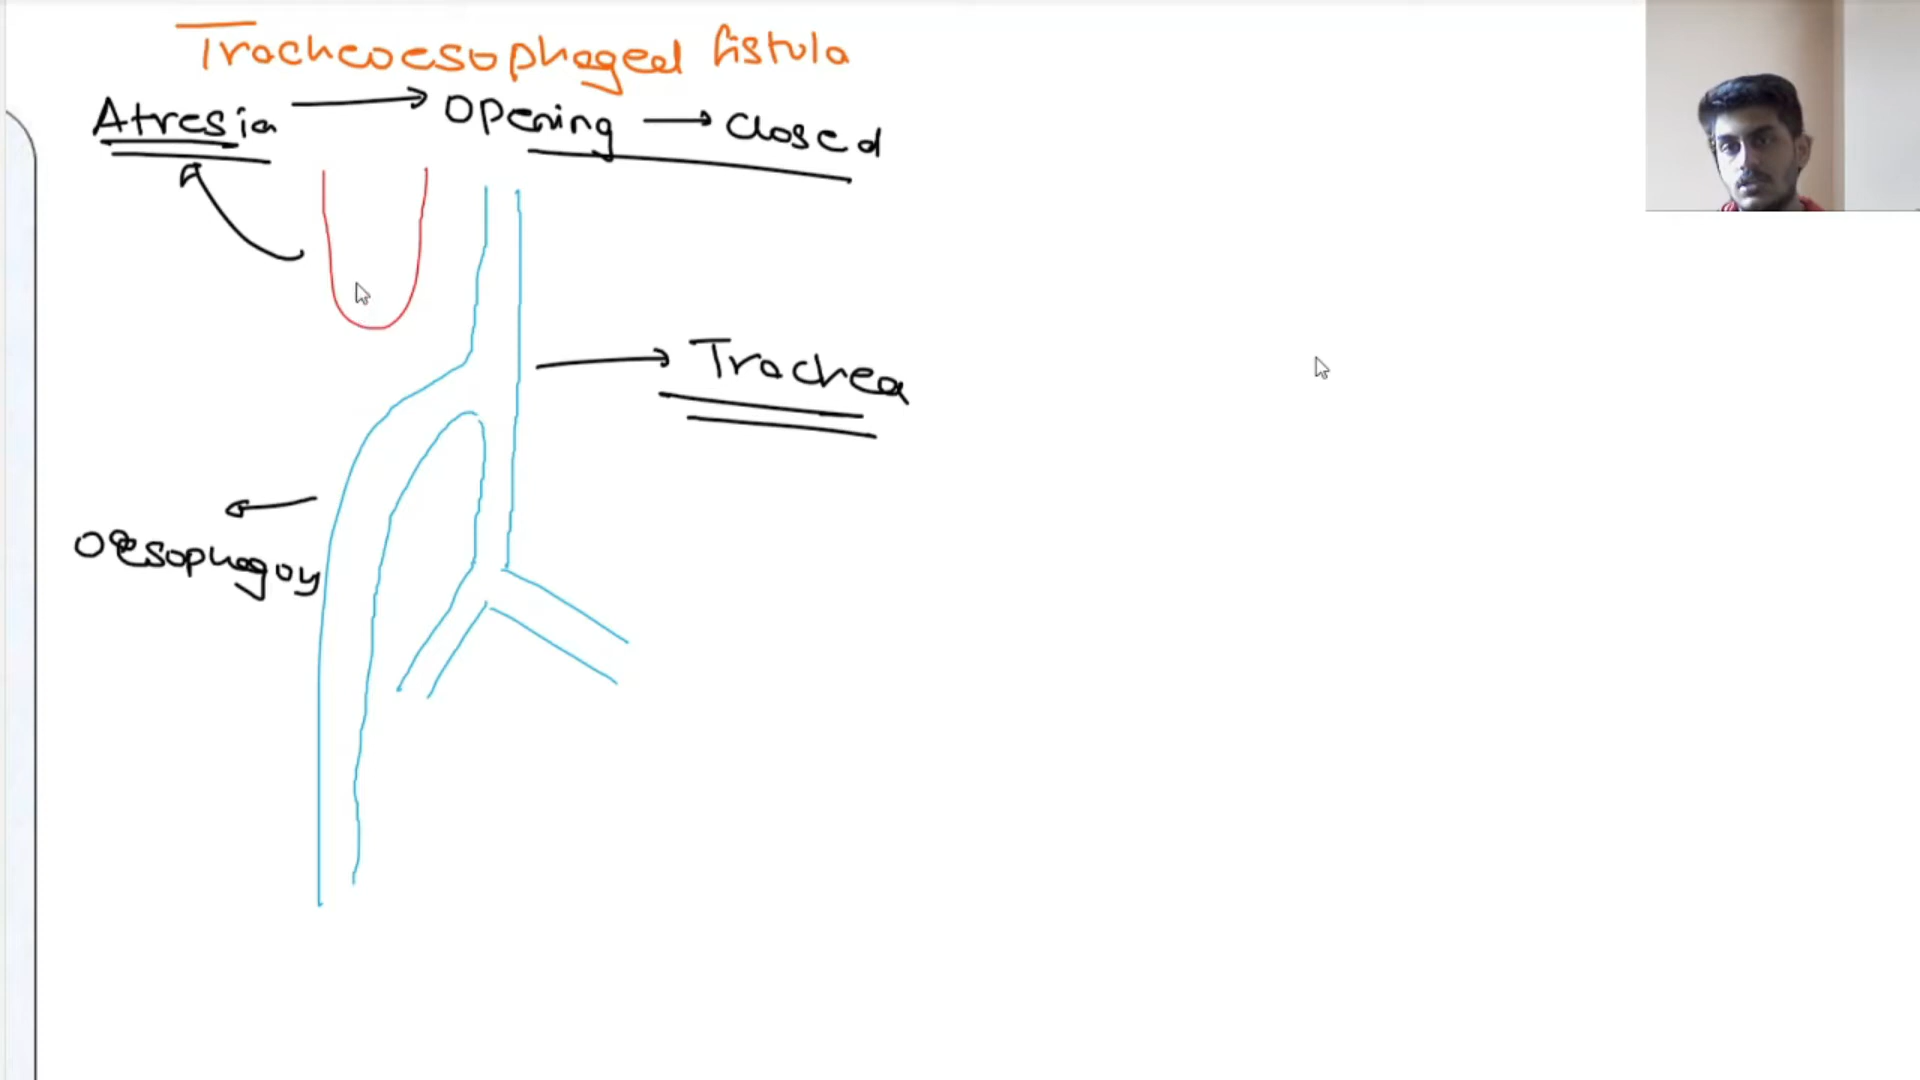 Tracheoesophageal fistula
Atresia → Opening → Closed
Trachea
Oesophagus